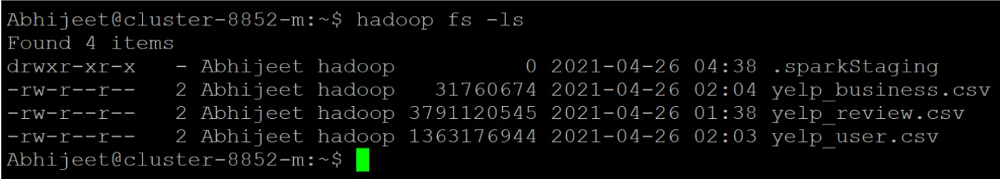 Abhijeet@cluster-8852-m:~$ hadoop fs -ls
Found 4 items
drwxr-xr-x   - Abhijeet hadoop          0 2021-04-26 04:38 .sparkStaging
-rw-r--r--   2 Abhijeet hadoop   31760674 2021-04-26 02:04 yelp_business.csv
-rw-r--r--   2 Abhijeet hadoop 3791120545 2021-04-26 01:38 yelp_review.csv
-rw-r--r--   2 Abhijeet hadoop 1363176944 2021-04-26 02:03 yelp_user.csv
Abhijeet@cluster-8852-m:~$